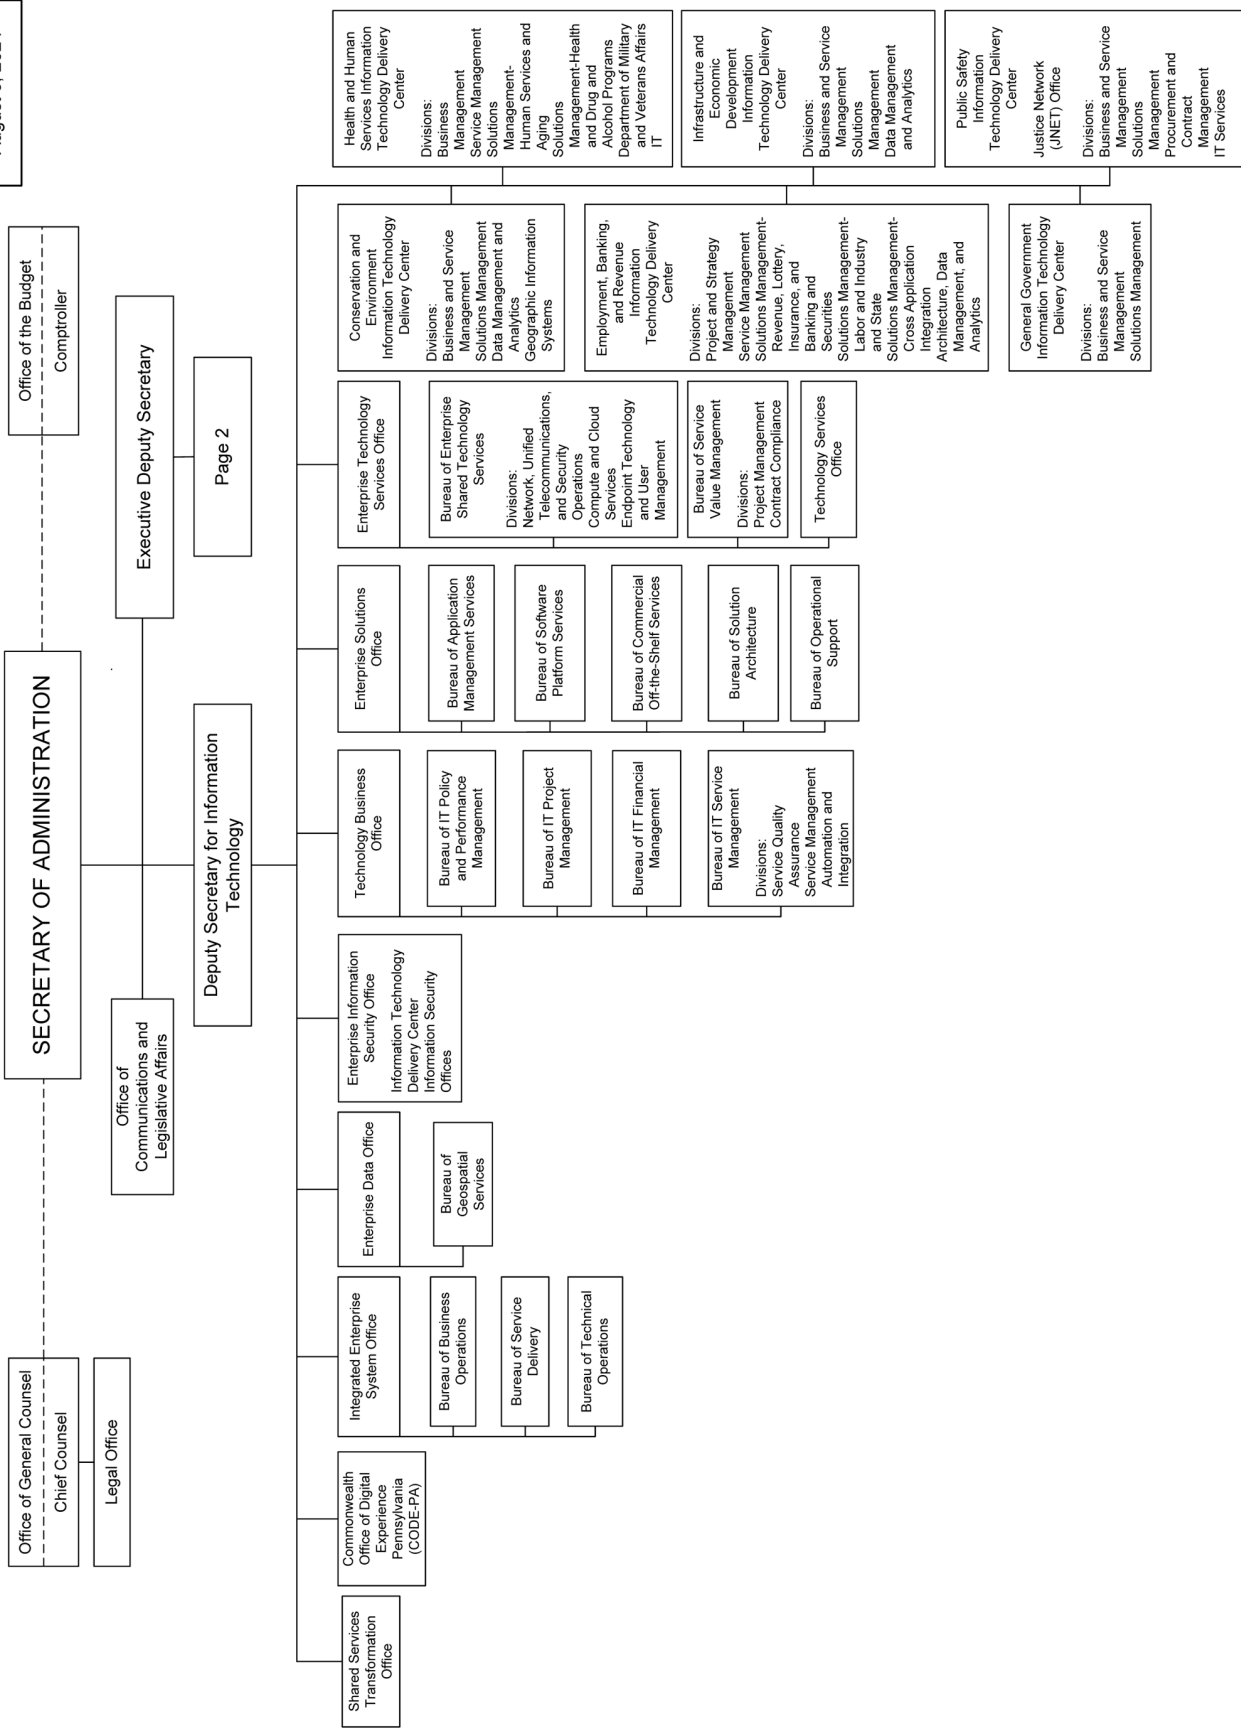 SECRETARY OF ADMINISTRATION
Office of General Counsel
Chief Counsel
Legal Office
Office of the Budget
Comptroller
Office of
Communications and
Legislative Affairs
Executive Deputy Secretary
Page 2
Deputy Secretary for Information
Technology
Shared Services
Transformation
Office
Commonwealth
Office of Digital
Experience
Pennsylvania
(CODE-PA)
Integrated Enterprise
System Office
Bureau of Business
Operations
Bureau of Service
Delivery
Bureau of Technical
Operations
Enterprise Data Office
Bureau of
Geospatial
Services
Enterprise Information
Security Office
Information Technology
Delivery Center
Information Security
Offices
Technology Business
Office
Bureau of IT Policy
and Performance
Management
Bureau of IT Project
Management
Bureau of IT Financial
Management
Bureau of IT Service
Management
Divisions:
Service Quality
Assurance
Service Management
Automation and
Integration
Enterprise Solutions
Office
Bureau of Application
Management Services
Bureau of Software
Platform Services
Bureau of Commercial
Off-the-Shelf Services
Bureau of Solution
Architecture
Bureau of Operational
Support
Enterprise Technology
Services Office
Bureau of Enterprise
Shared Technology
Services
Divisions:
Network, Unified
Telecommunications,
and Security
Operations
Compute and Cloud
Services
Endpoint Technology
and User
Management
Bureau of Service
Value Management
Divisions:
Project Management
Contract Compliance
Technology Services
Office
Conservation and
Environment
Information Technology
Delivery Center
Divisions:
Business and Service
Management
Solutions Management
Data Management and
Analytics
Geographic Information
Systems
Employment, Banking,
and Revenue
Information
Technology Delivery
Center
Divisions:
Project and Strategy
Management
Service Management
Solutions Management-
Revenue, Lottery,
Insurance, and
Banking and
Securities
Solutions Management-
Labor and Industry
and State
Solutions Management-
Cross Application
Integration
Architecture, Data
Management, and
Analytics
General Government
Information Technology
Delivery Center
Divisions:
Business and Service
Management
Solutions Management
Health and Human
Services Information
Technology Delivery
Center
Divisions:
Business
Management
Service Management
Solutions
Management-
Human Services and
Aging
Solutions
Management-Health
and Drug and
Alcohol Programs
Department of Military
and Veterans Affairs
IT
Infrastructure and
Economic
Development
Information
Technology Delivery
Center
Divisions:
Business and Service
Management
Solutions
Management
Data Management
and Analytics
Public Safety
Information
Technology Delivery
Center
Justice Network
(JNET) Office
Divisions:
Business and Service
Management
Solutions
Management
Procurement and
Contract
Management
IT Services